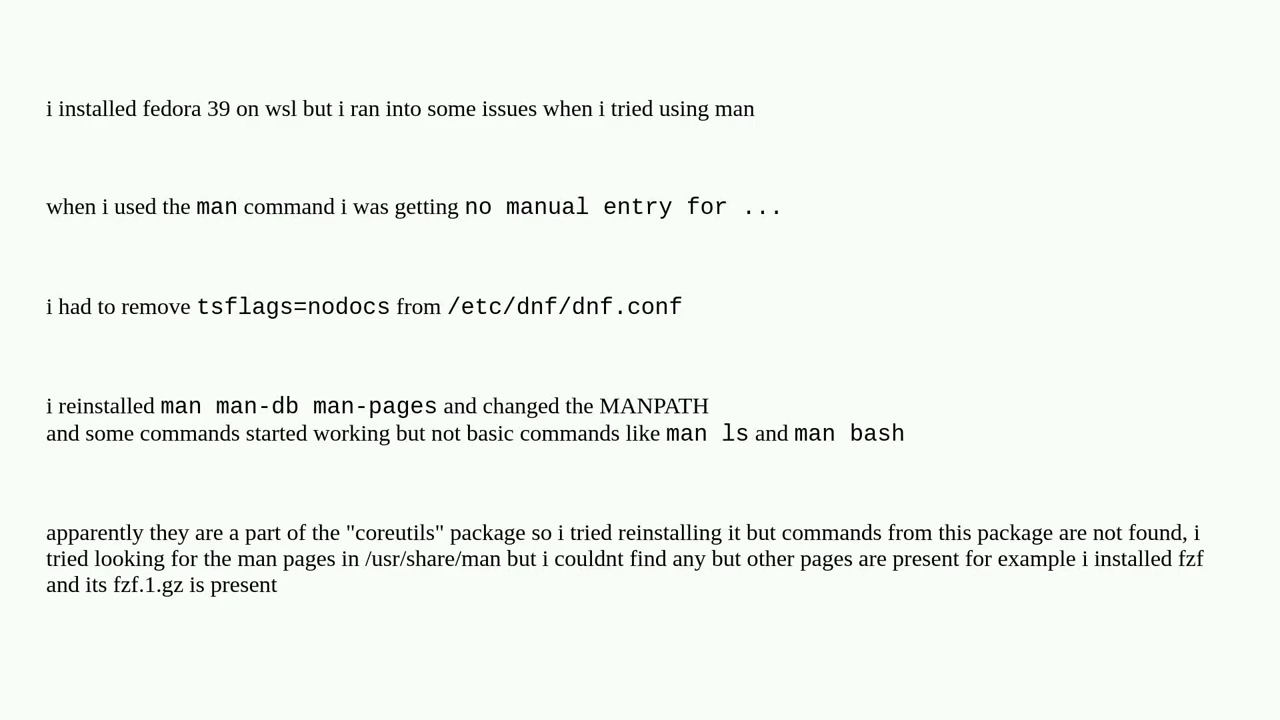 i installed fedora 39 on wsl but i ran into some issues when i tried using man
when i used the man command i was getting no manual entry for ...
i had to remove tsflags=nodocs from /etc/dnf/dnf.conf
i reinstalled man man-db man-pages and changed the MANPATH
and some commands started working but not basic commands like man ls and man bash
apparently they are a part of the "coreutils" package so i tried reinstalling it but commands from this package are not found, i
tried looking for the man pages in /usr/share/man but i couldnt find any but other pages are present for example i installed fzf
and its fzf.1.gz is present